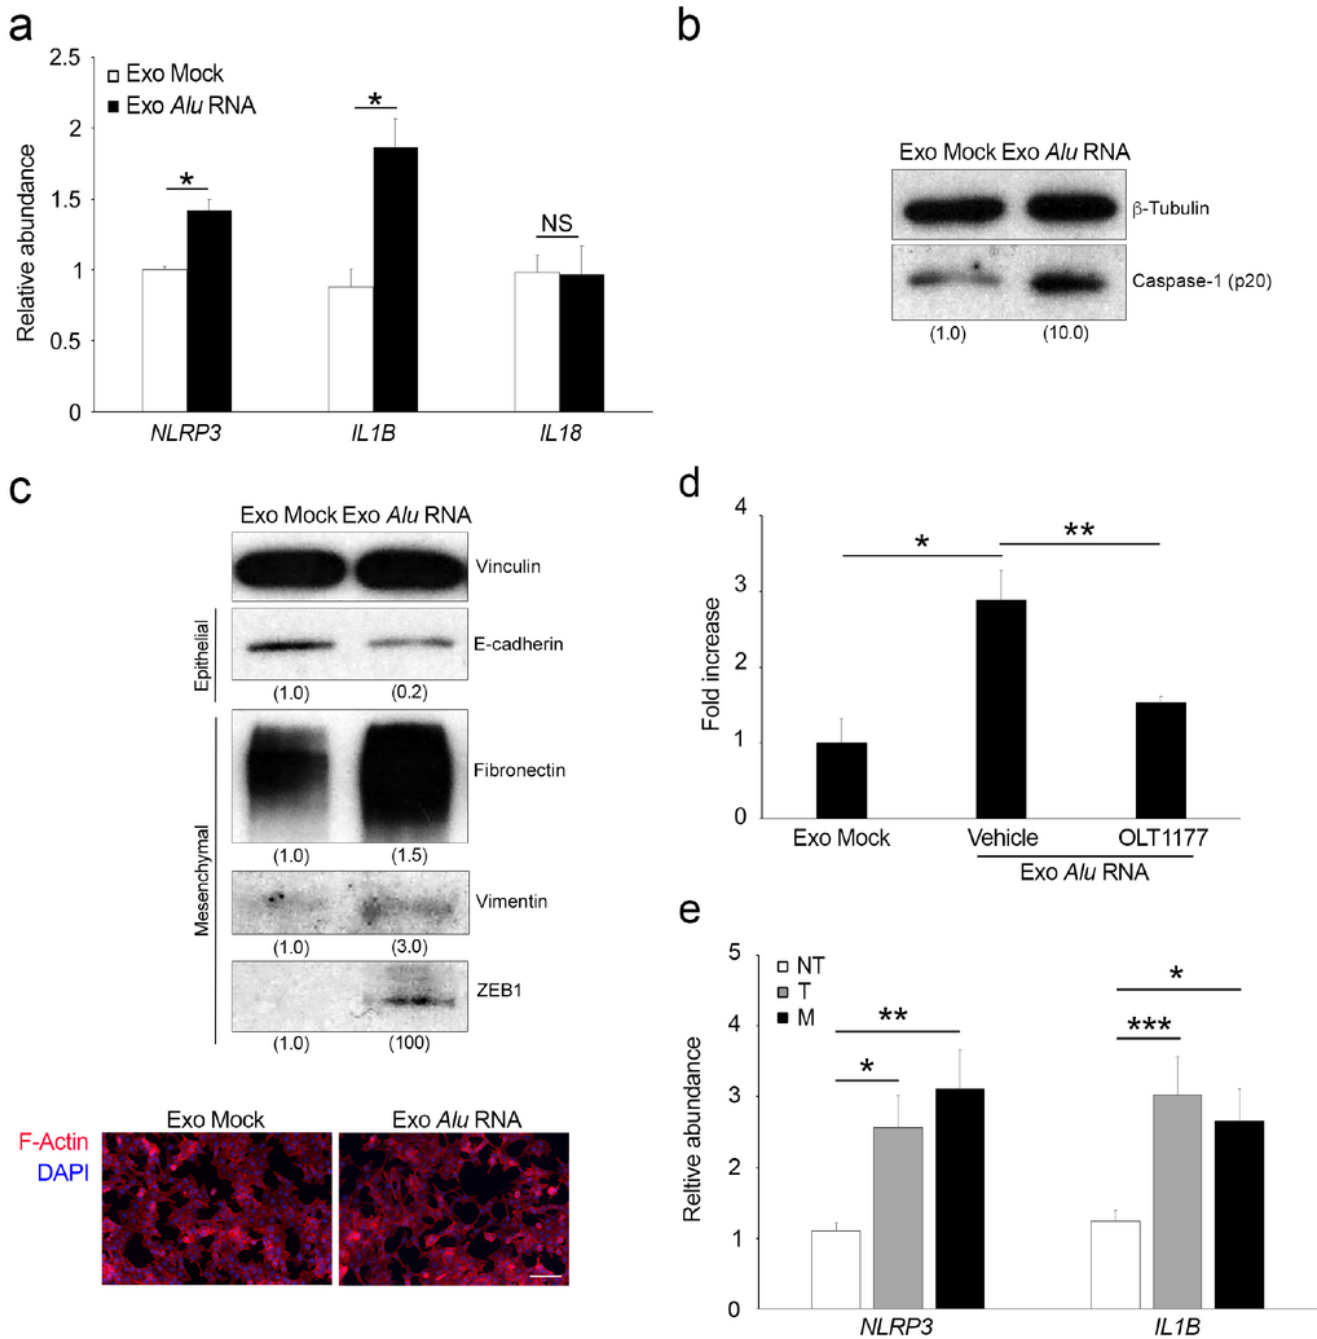 a
2.5
2
1.5
1
0.5
0
Relative abundance
Exo Mock
Exo Alu RNA
*
*
NS
NLRP3 IL1B IL18
b
Exo Mock Exo Alu RNA
β-Tubulin
Caspase-1 (p20)
(1.0) (10.0)
c
Exo Mock Exo Alu RNA
Vinculin
Epithelial
E-cadherin
(1.0) (0.2)
Mesenchymal
Fibronectin
(1.0) (1.5)
Vimentin
(1.0) (3.0)
ZEB1
(1.0) (100)
Exo Mock Exo Alu RNA
F-Actin
DAPI
d
4
3
2
1
0
Fold increase
* **
Exo Mock Vehicle OLT1177
Exo Alu RNA
e
5
4
3
2
1
0
Reltive abundance
NT
T
M
**
*
*
***
NLRP3 IL1B